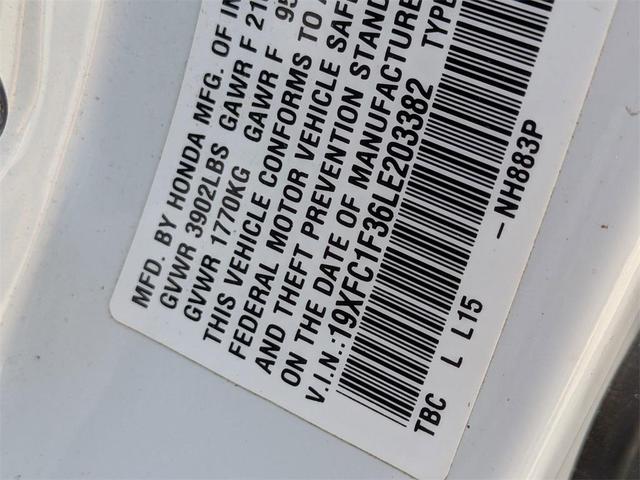 MFD. BY HONDA MFG. OF IN
GVWR 3902LBS GAWR F 21
GVWR 1770KG GAWR F 95
THIS VEHICLE CONFORMS TO
FEDERAL MOTOR VEHICLE SAFE
AND THEFT PREVENTION STAND
ON THE DATE OF MANUFACTURE
V.I.N.:19XFC1F36LE203382 TYPE
- NH883P
TBC L L15